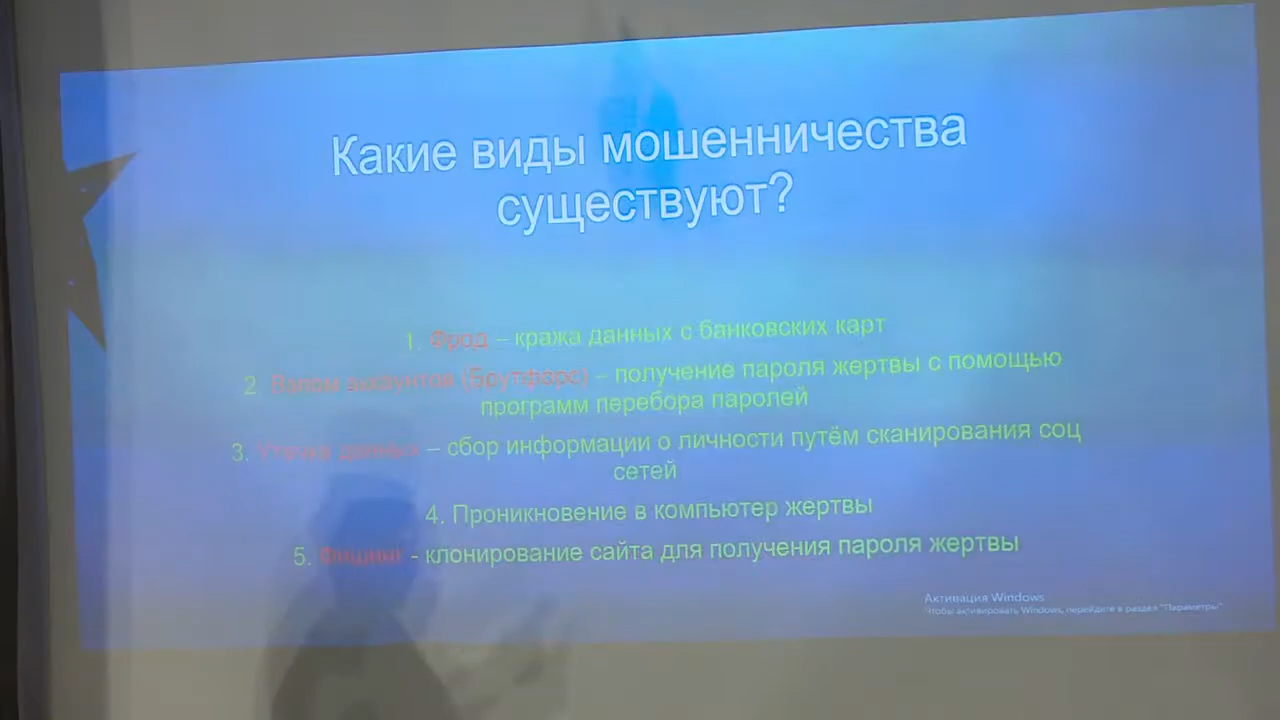 Какие виды мошенничества
существуют?
1. Фрод – кража данных с банковских карт
2. Взлом аккаунтов (Брутфорс) – получение пароля жертвы с помощью
программ перебора паролей
3. Утечка данных – сбор информации о личности путём сканирования соц
сетей
4. Проникновение в компьютер жертвы
5. Фишинг - клонирование сайта для получения пароля жертвы
Активация Windows
Чтобы активировать Windows, перейдите в раздел "Параметры"